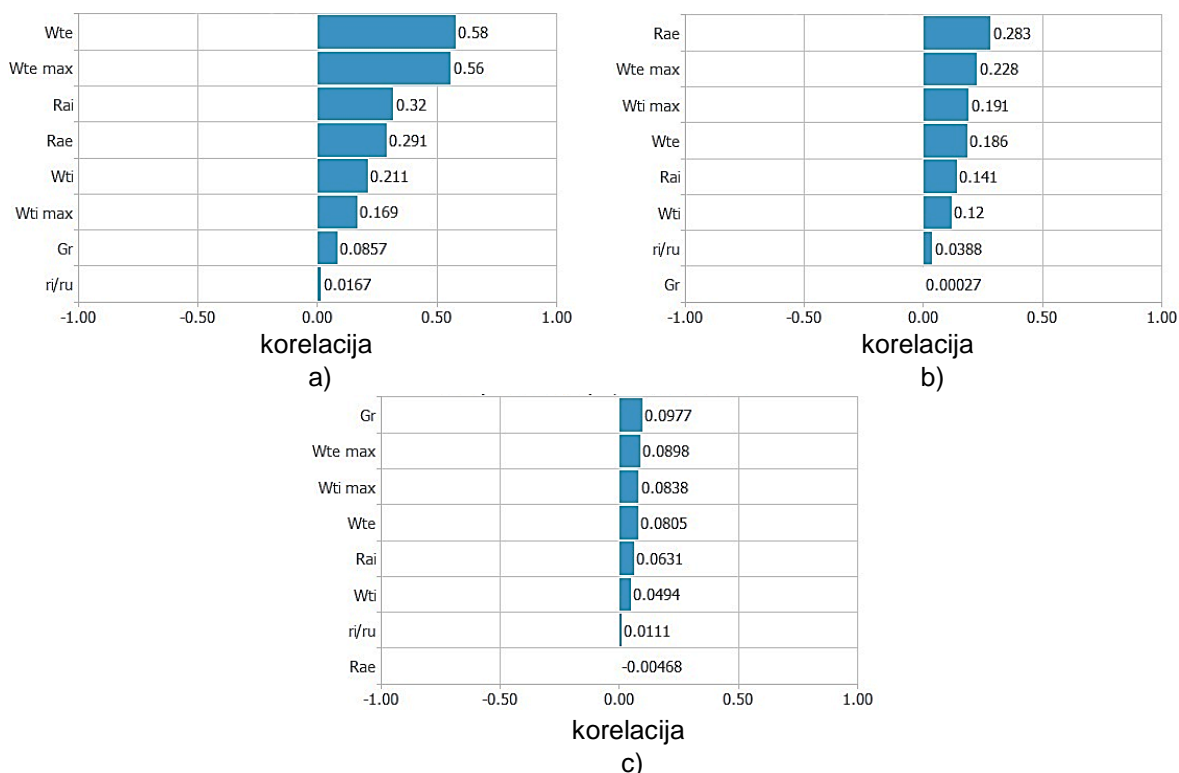 Wte 0.58
Wte max 0.56
Rai 0.32
Rae 0.291
Wti 0.211
Wti max 0.169
Gr 0.0857
ri/ru 0.0167
-1.00 -0.50 0.00 0.50 1.00
korelacija
a)
Rae 0.283
Wte max 0.228
Wti max 0.191
Wte 0.186
Rai 0.141
Wti 0.12
ri/ru 0.0388
Gr 0.00027
-1.00 -0.50 0.00 0.50 1.00
korelacija
b)
Gr 0.0977
Wte max 0.0898
Wti max 0.0838
Wte 0.0805
Rai 0.0631
Wti 0.0494
ri/ru 0.0111
Rae -0.00468
-1.00 -0.50 0.00 0.50 1.00
korelacija
c)